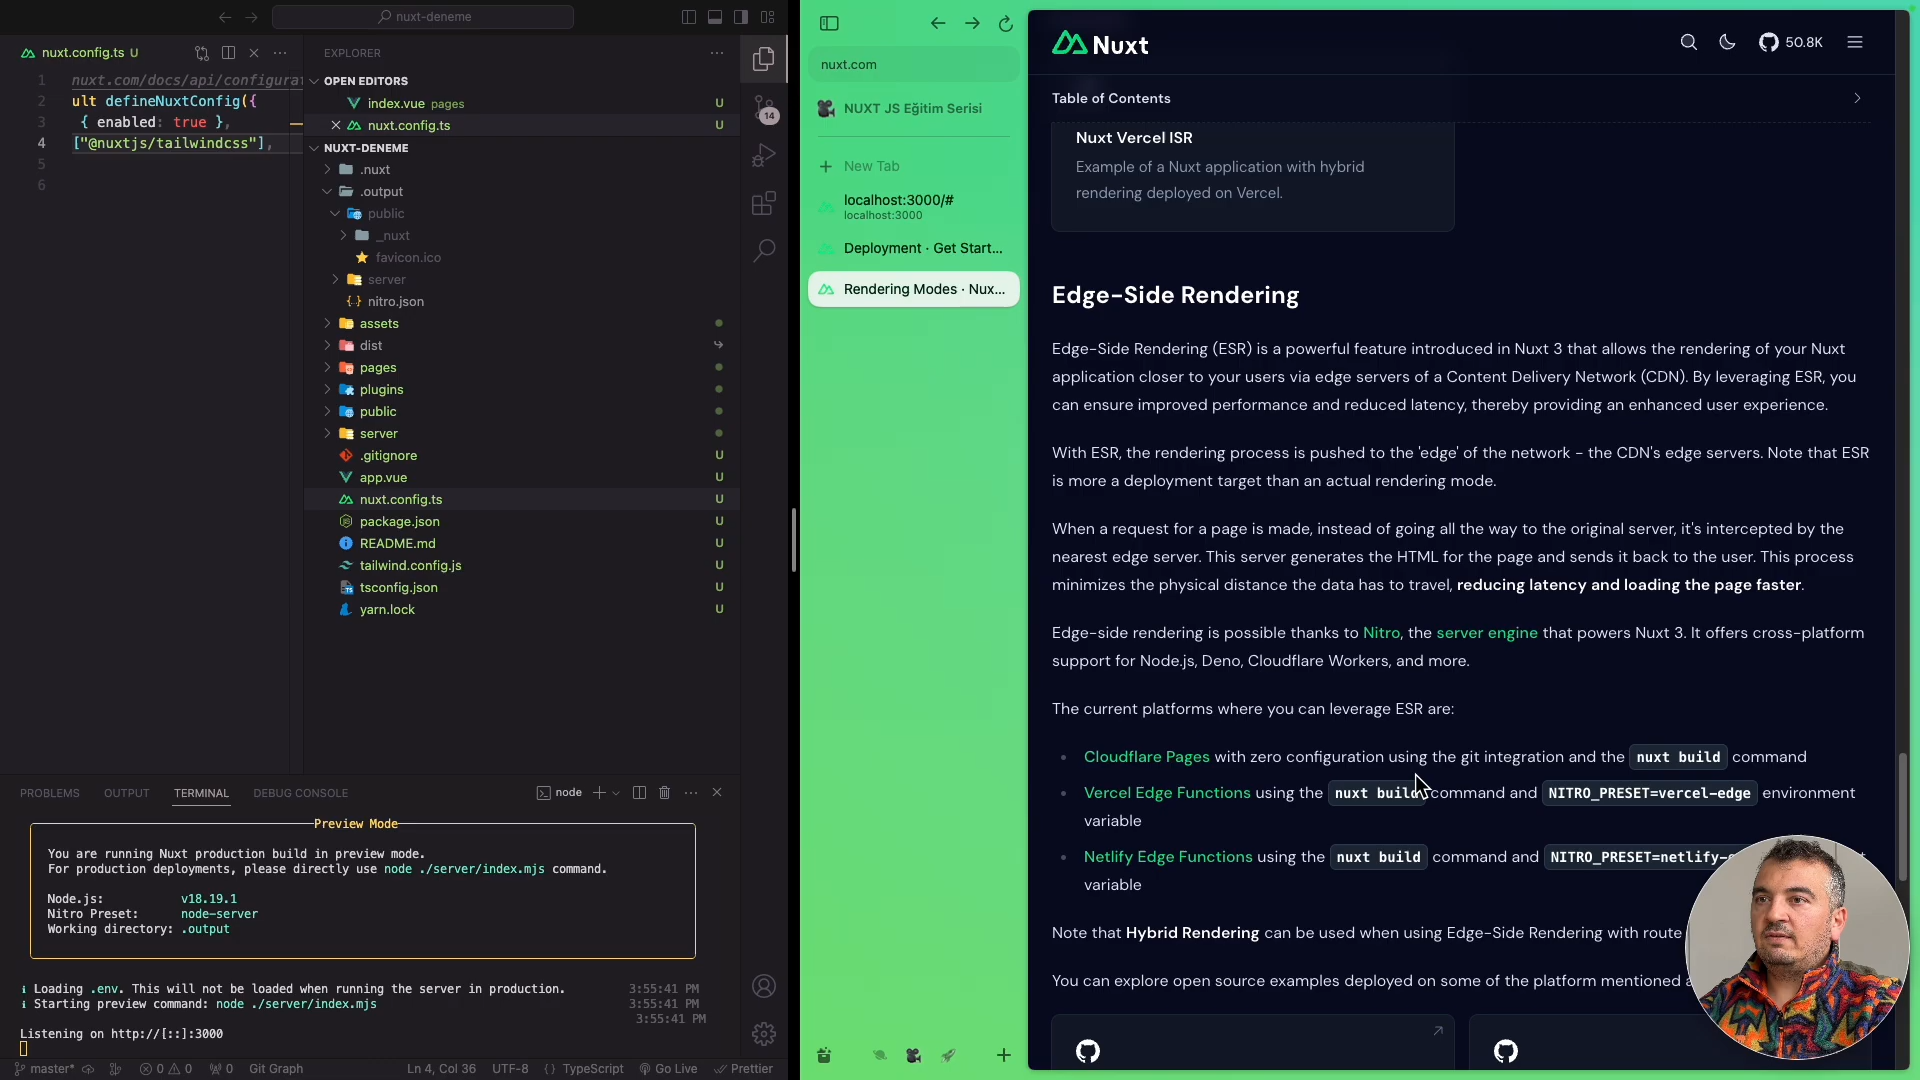 nuxt-deneme
nuxt.config.ts U
1 nuxt.com/docs/api/configurat
2 ult defineNuxtConfig({
3 { enabled: true },
4 ["@nuxtjs/tailwindcss"],
5
6
EXPLORER
OPEN EDITORS
index.vue pages U
nuxt.config.ts U
NUXT-DENEME
.nuxt
.output
public
_nuxt
favicon.ico
server
nitro.json
assets
dist
pages
plugins
public
server
.gitignore U
app.vue U
nuxt.config.ts U
package.json U
README.md U
tailwind.config.js U
tsconfig.json U
yarn.lock U
14
PROBLEMS OUTPUT TERMINAL DEBUG CONSOLE node
Preview Mode
You are running Nuxt production build in preview mode.
For production deployments, please directly use node ./server/index.mjs command.
Node.js: v18.19.1
Nitro Preset: node-server
Working directory: .output
Loading .env. This will not be loaded when running the server in production. 3:55:41 PM
Starting preview command: node ./server/index.mjs 3:55:41 PM
3:55:41 PM
Listening on http://[::]:3000
master* 0 0 0 Git Graph Ln 4, Col 36 UTF-8 {} TypeScript Go Live Prettier
nuxt.com
NUXT JS Eğitim Serisi
New Tab
localhost:3000/#
localhost:3000
Deployment · Get Start...
Rendering Modes · Nux...
Nuxt
50.8K
Table of Contents
Nuxt Vercel ISR
Example of a Nuxt application with hybrid
rendering deployed on Vercel.
Edge-Side Rendering
Edge-Side Rendering (ESR) is a powerful feature introduced in Nuxt 3 that allows the rendering of your Nuxt
application closer to your users via edge servers of a Content Delivery Network (CDN). By leveraging ESR, you
can ensure improved performance and reduced latency, thereby providing an enhanced user experience.
With ESR, the rendering process is pushed to the 'edge' of the network - the CDN's edge servers. Note that ESR
is more a deployment target than an actual rendering mode.
When a request for a page is made, instead of going all the way to the original server, it's intercepted by the
nearest edge server. This server generates the HTML for the page and sends it back to the user. This process
minimizes the physical distance the data has to travel, reducing latency and loading the page faster.
Edge-side rendering is possible thanks to Nitro, the server engine that powers Nuxt 3. It offers cross-platform
support for Node.js, Deno, Cloudflare Workers, and more.
The current platforms where you can leverage ESR are:
Cloudflare Pages with zero configuration using the git integration and the nuxt build command
Vercel Edge Functions using the nuxt build command and NITRO_PRESET=vercel-edge environment
variable
Netlify Edge Functions using the nuxt build command and NITRO_PRESET=netlify-
variable
Note that Hybrid Rendering can be used when using Edge-Side Rendering with route
You can explore open source examples deployed on some of the platform mentioned